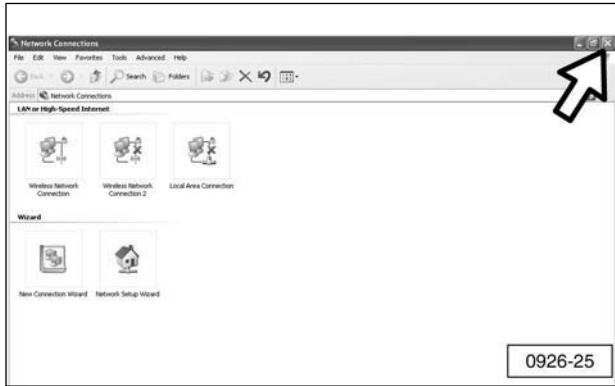 Network Connections
File Edit View Favorites Tools Advanced Help
Back Search Folders
Address Network Connections
LAN or High-Speed Internet
Wireless Network Connection
Wireless Network Connection 2
Local Area Connection
Wizard
New Connection Wizard Network Setup Wizard
0926-25